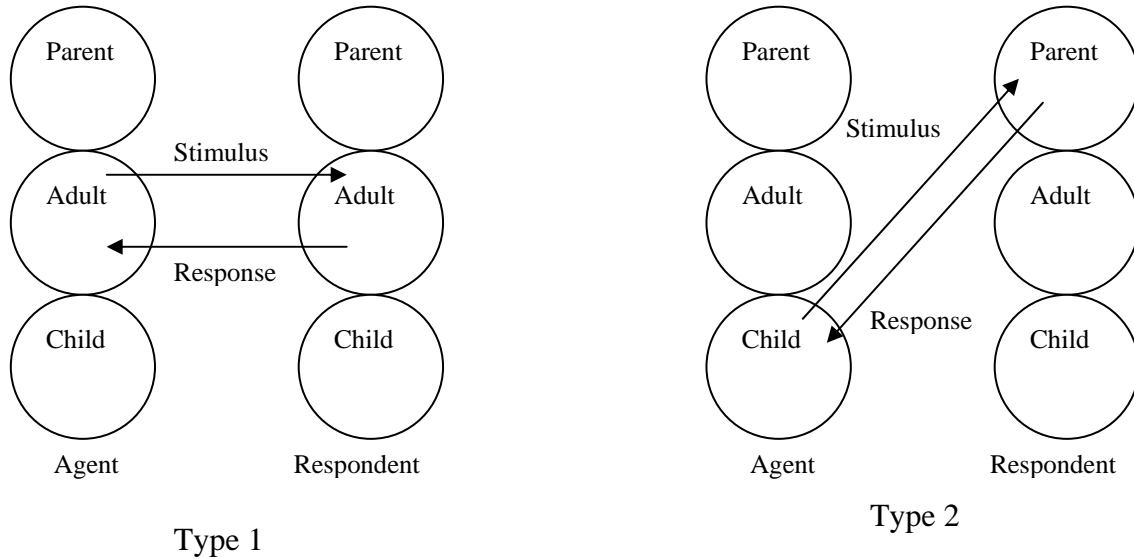 Parent
Parent
Stimulus
Adult
Adult
Response
Child
Child
Agent
Respondent
Type 1
Parent
Parent
Stimulus
Adult
Adult
Response
Child
Child
Agent
Respondent
Type 2